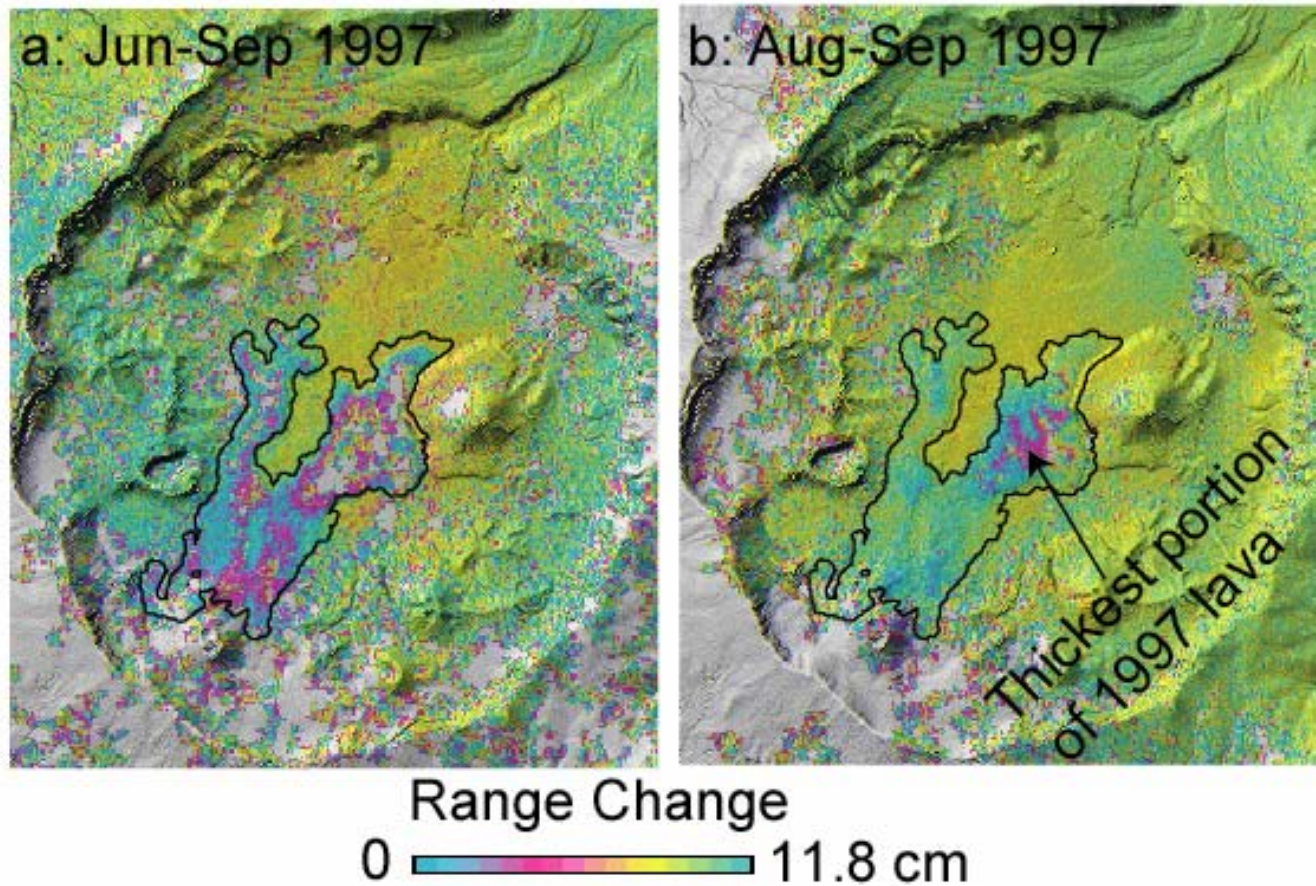 a: Jun-Sep 1997
b: Aug-Sep 1997
Thickest portion
of 1997 lava
Range Change
0 11.8 cm